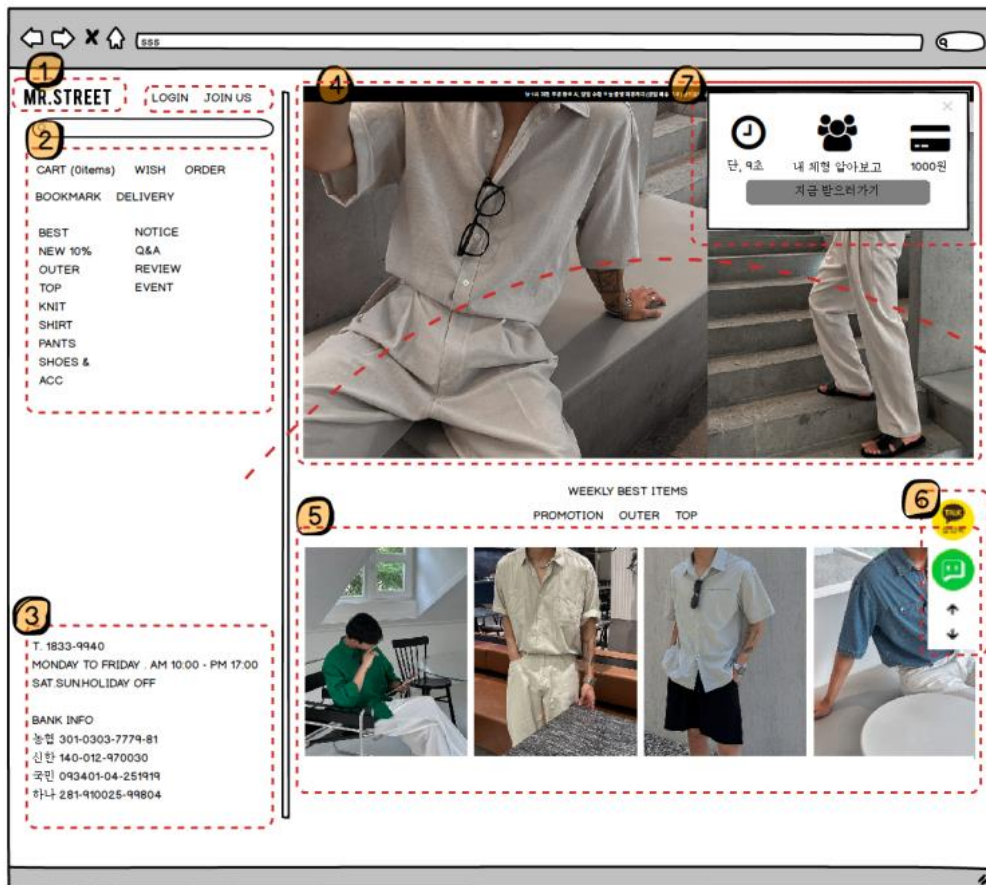 sss
1
MR.STREET
LOGIN JOIN US
2
CART (0items) WISH ORDER
BOOKMARK DELIVERY
BEST NOTICE
NEW 10% Q&A
OUTER REVIEW
TOP EVENT
KNIT
SHIRT
PANTS
SHOES &
ACC
3
T. 1833-9940
MONDAY TO FRIDAY . AM 10:00 - PM 17:00
SAT.SUN.HOLIDAY OFF
BANK INFO
농협 301-0303-7779-81
신한 140-012-970030
국민 093401-04-251919
하나 281-910025-99804
4
7
단, 9초 내 체형 알아보고 1000원
지금 받으러가기
WEEKLY BEST ITEMS
5
PROMOTION OUTER TOP
6
TALK